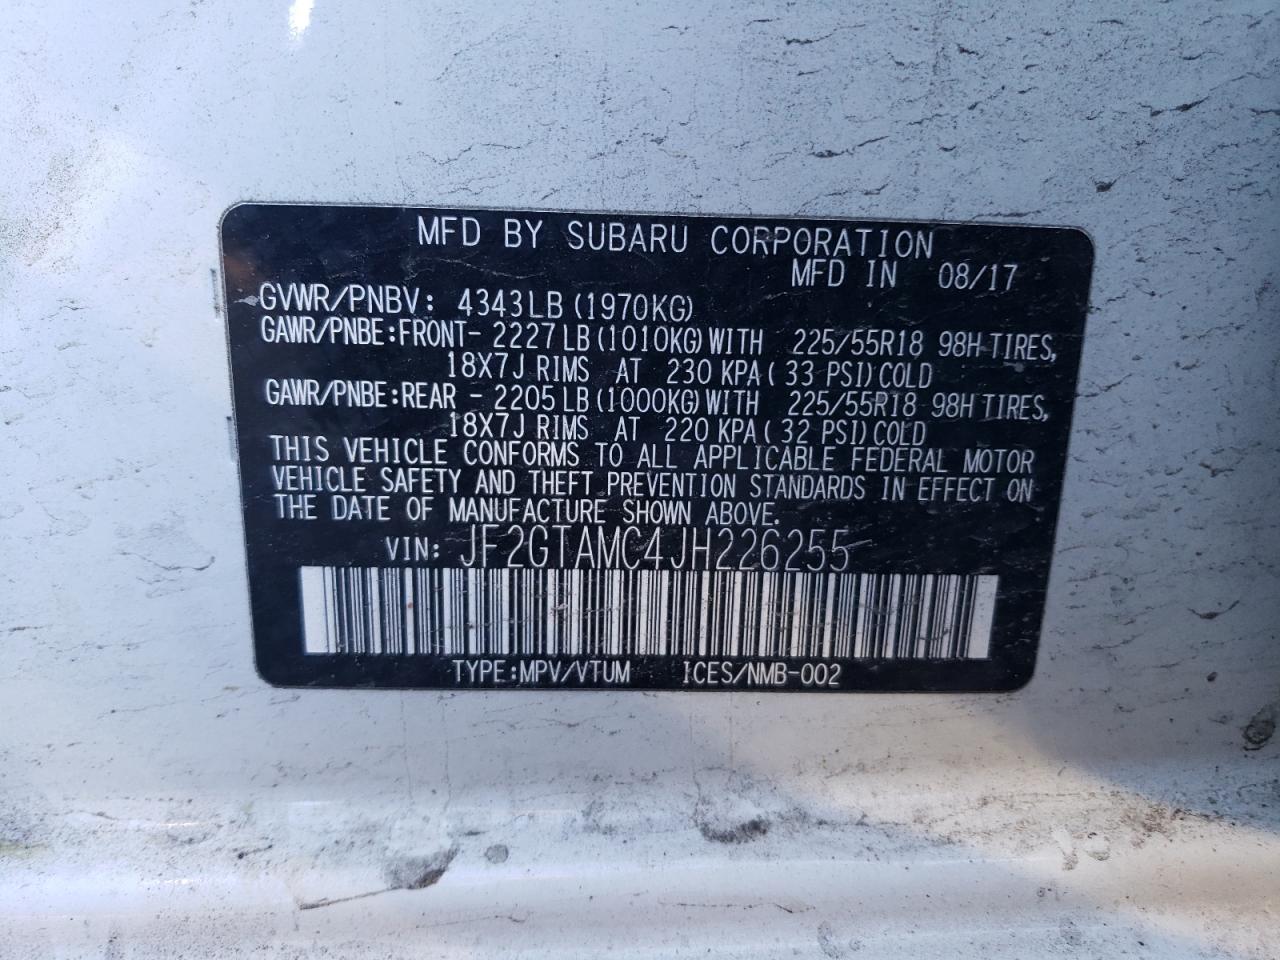 MFD BY SUBARU CORPORATION
MFD IN 08/17
GVWR/PNBV: 4343LB (1970KG)
GAWR/PNBE:FRONT- 2227LB (1010KG) WITH 225/55R18 98H TIRES,
18X7J RIMS AT 230 KPA ( 33 PSI) COLD
GAWR/PNBE:REAR - 2205LB (1000KG) WITH 225/55R18 98H TIRES,
18X7J RIMS AT 220 KPA ( 32 PSI) COLD
THIS VEHICLE CONFORMS TO ALL APPLICABLE FEDERAL MOTOR
VEHICLE SAFETY AND THEFT PREVENTION STANDARDS IN EFFECT ON
THE DATE OF MANUFACTURE SHOWN ABOVE.
VIN: JF2GTAMC4JH226255
TYPE:MPV/VTUM ICES/NMB-002